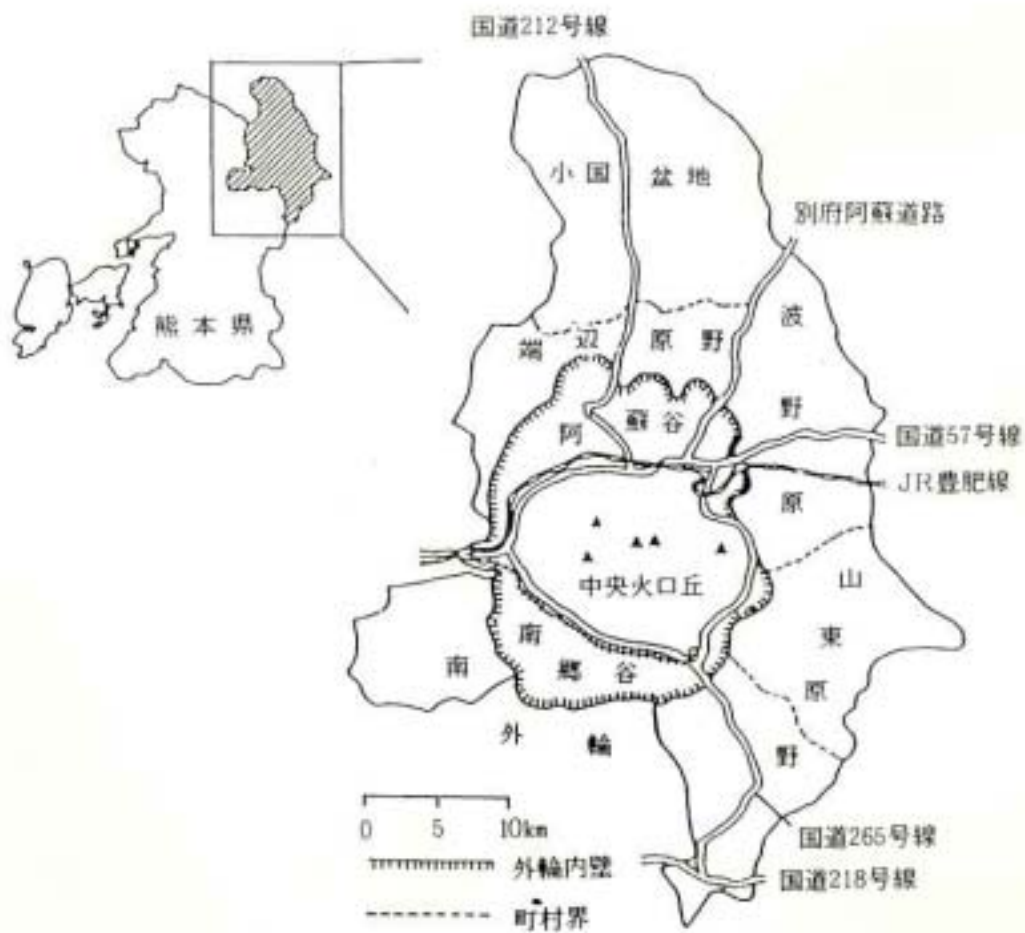 国道212号線
小国 盆地
別府阿蘇道路
熊本県
端辺 原野
波野原
阿蘇谷
国道57号線
JR豊肥線
中央火口丘
山東原野
南郷谷
南外輪
0 5 10km
外輪内壁
町村界
国道265号線
国道218号線